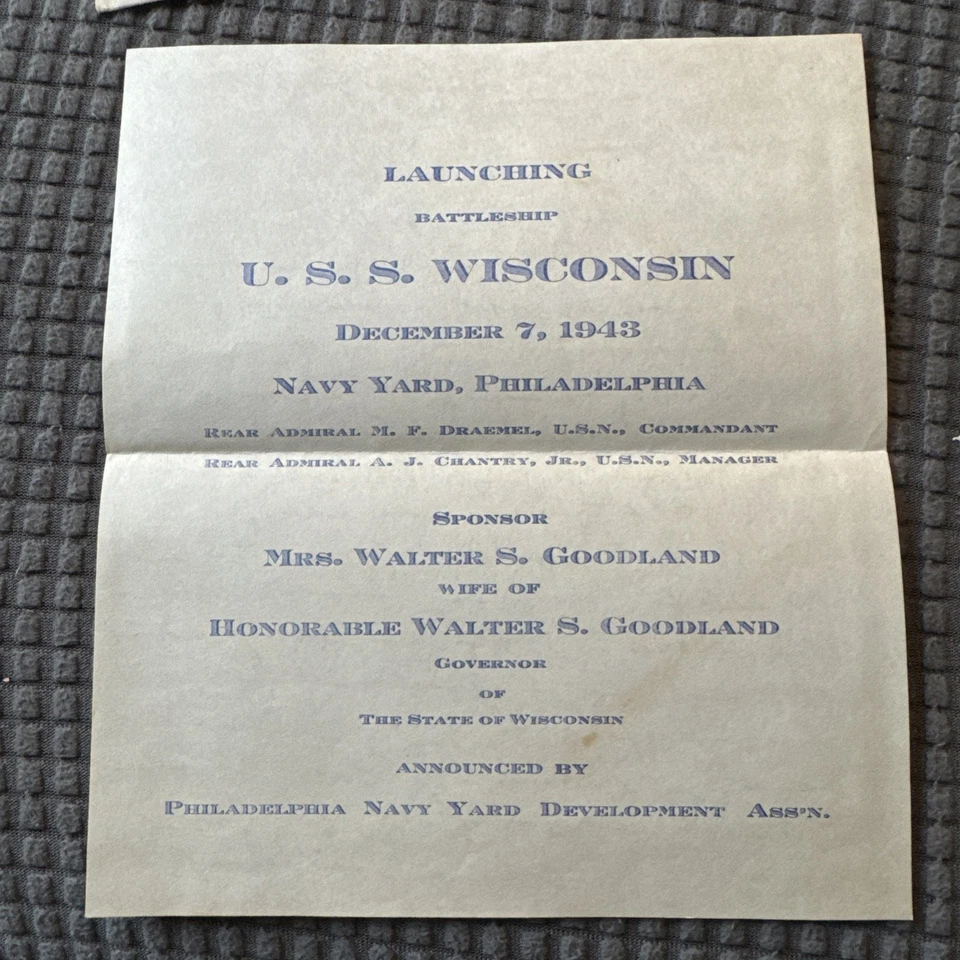 LAUNCHING
BATTLESHIP
U. S. S. WISCONSIN
DECEMBER 7, 1943
NAVY YARD, PHILADELPHIA
REAR ADMIRAL M. F. DRAEMEL, U.S.N., COMMANDANT
REAR ADMIRAL A. J. CHANTRY, JR., U.S.N., MANAGER
SPONSOR
MRS. WALTER S. GOODLAND
WIFE OF
HONORABLE WALTER S. GOODLAND
GOVERNOR
OF
THE STATE OF WISCONSIN
ANNOUNCED BY
PHILADELPHIA NAVY YARD DEVELOPMENT ASS'N.